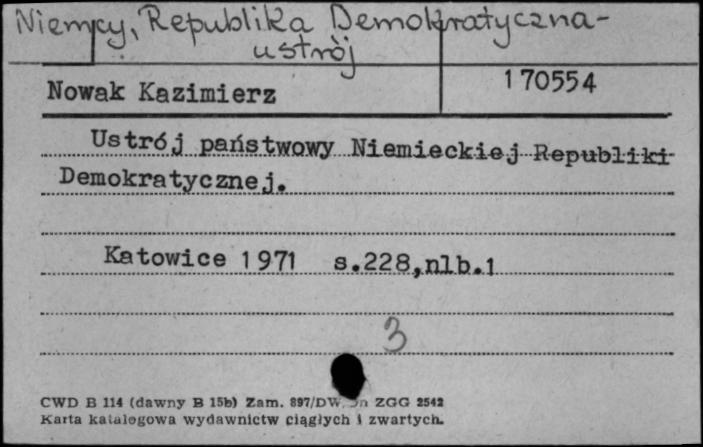 Niemcy, Republika Demokratyczna-
ustrój
Nowak Kazimierz
170554
Ustrój państwowy Niemieckiej Republiki
Demokratycznej.
Katowice 1971 s.228,nlb.1
3
CWD B 114 (dawny B 15b) Zam. 897/DW, ZGG 2542
Karta katalogowa wydawnictw ciągłych i zwartych.